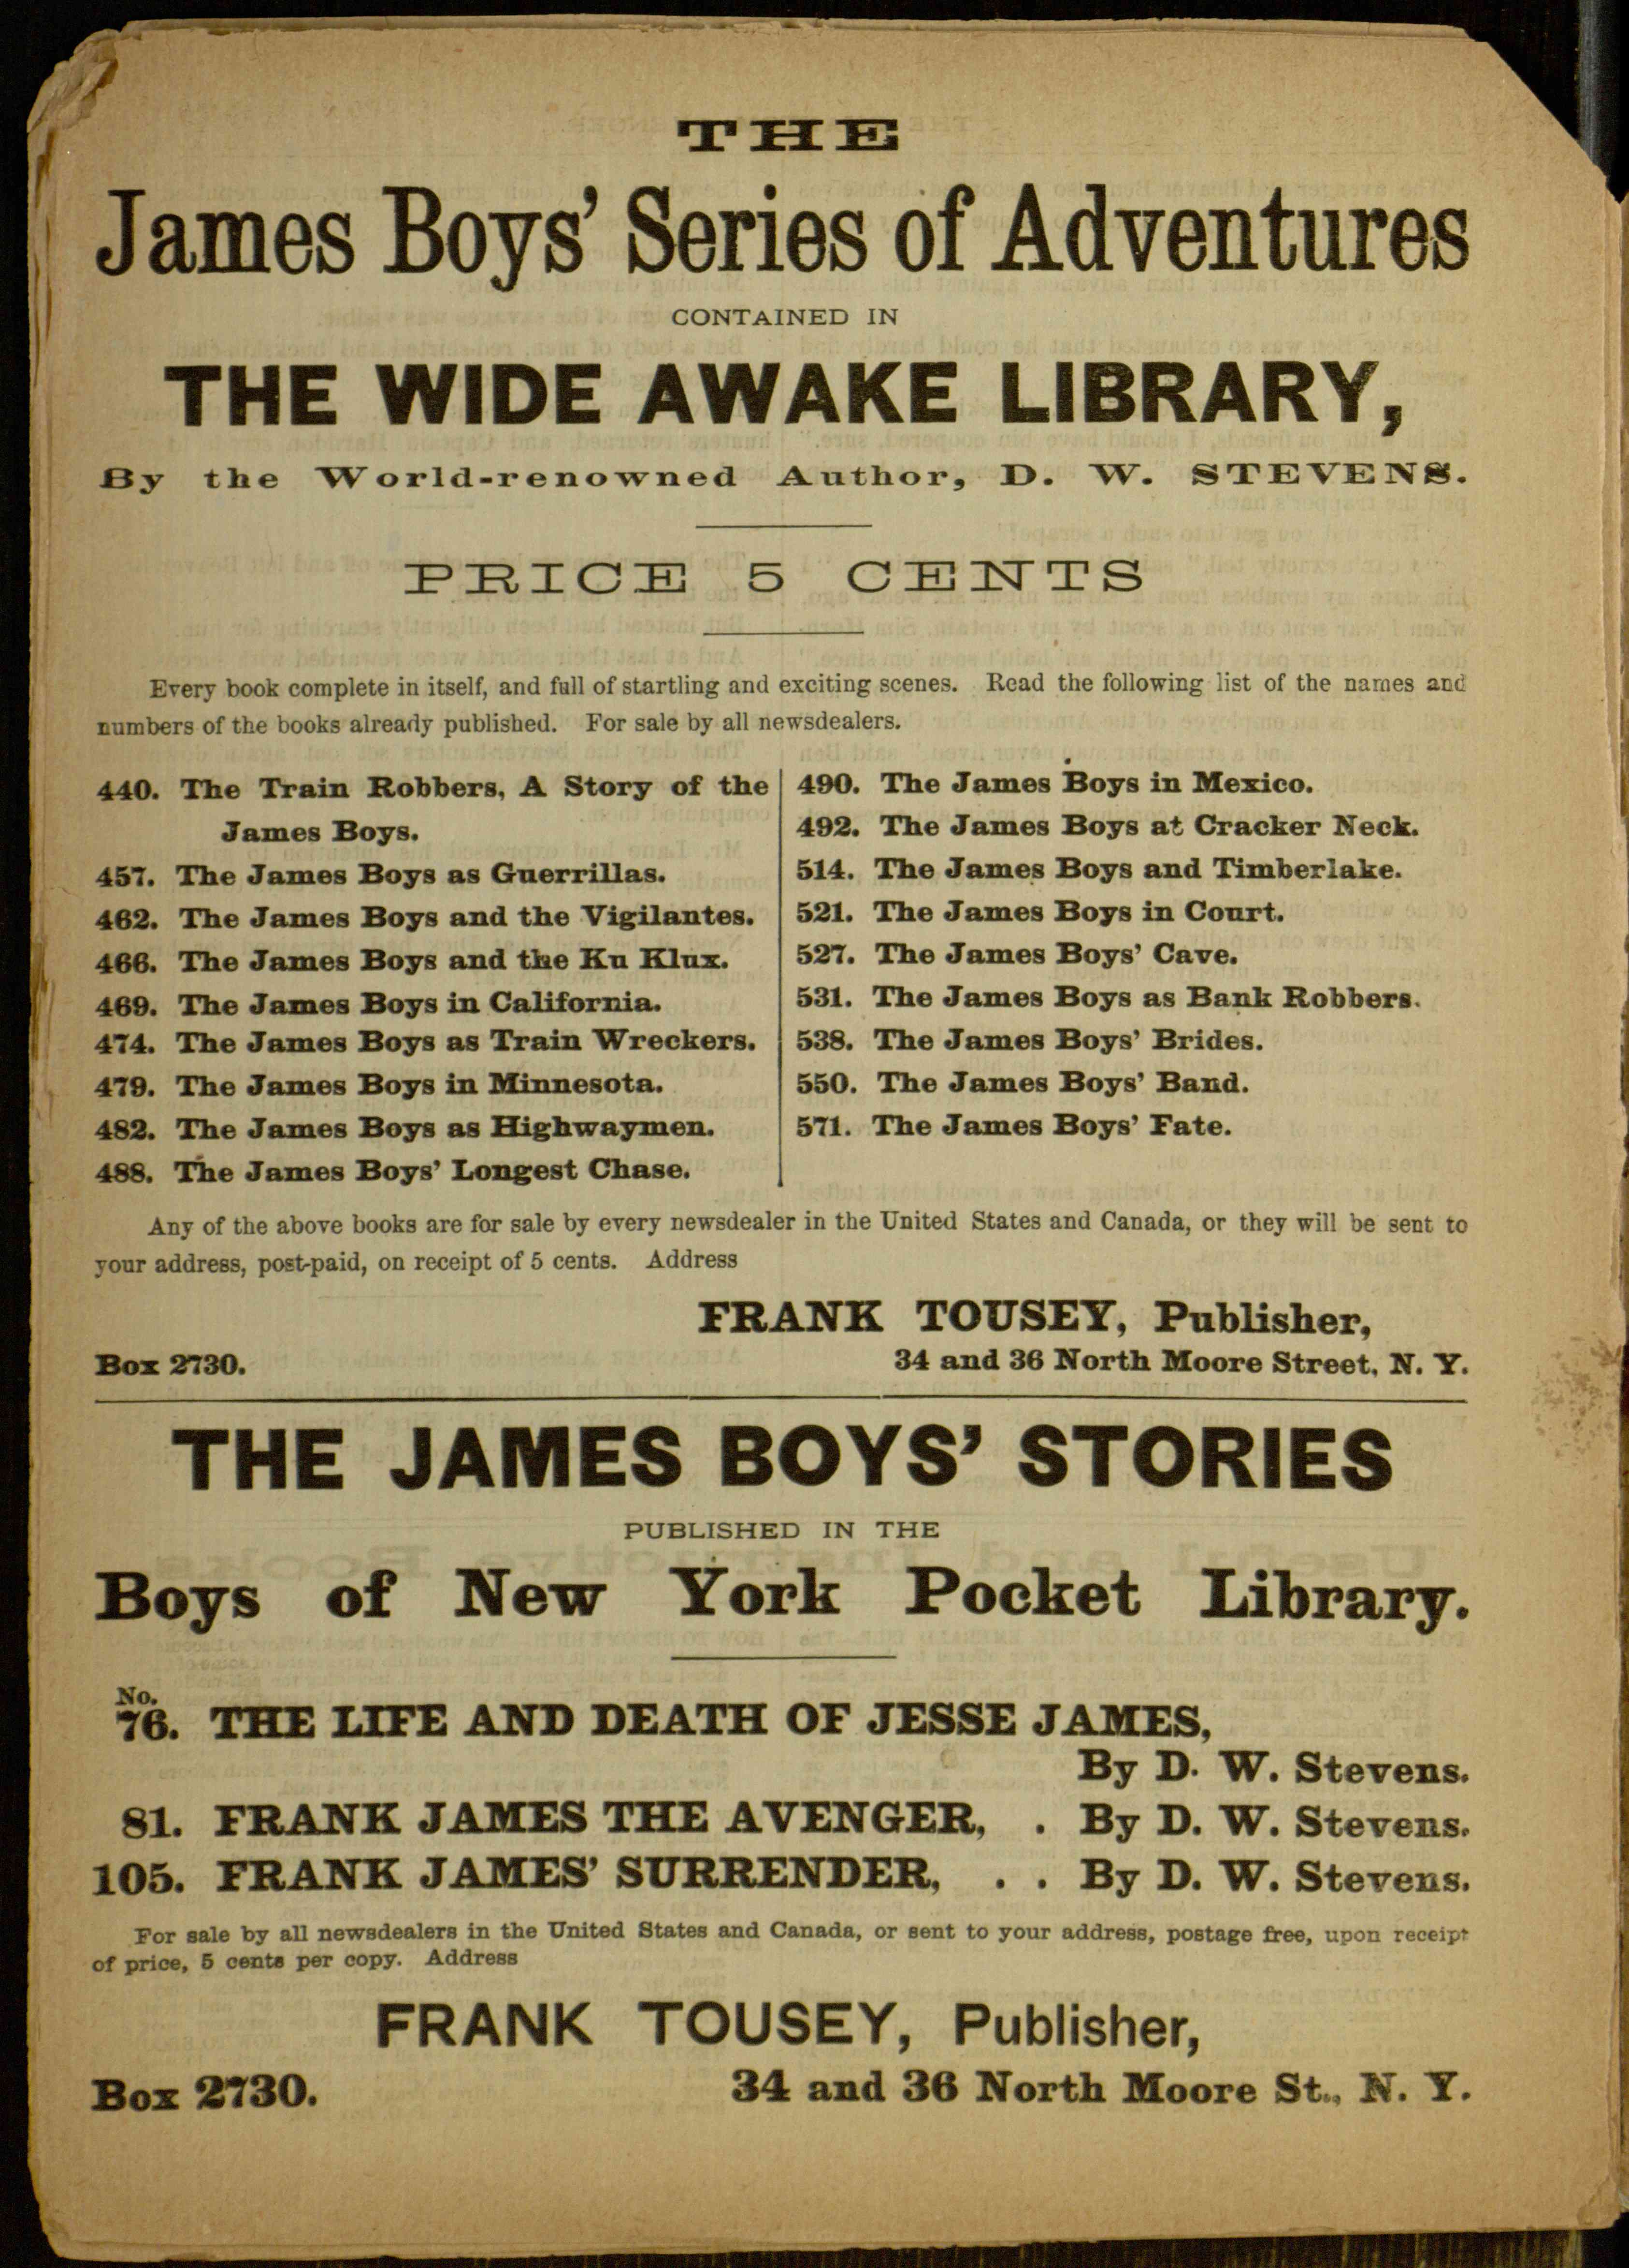 THE
James Boys' Series of Adventures
CONTAINED IN
THE WIDE AWAKE LIBRARY,
By the World-renowned Author, D. W. STEVENS.
PRICE 5 CENTS
Every book complete in itself, and full of startling and exciting scenes. Read the following list of the names and
numbers of the books already published. For sale by all newsdealers.
440. The Train Robbers, A Story of the
James Boys.
457. The James Boys as Guerrillas.
462. The James Boys and the Vigilantes.
466. The James Boys and the Ku Klux.
469. The James Boys in California.
474. The James Boys as Train Wreckers.
479. The James Boys in Minnesota.
482. The James Boys as Highwaymen.
488. The James Boys' Longest Chase.
490. The James Boys in Mexico.
492. The James Boys at Cracker Neck.
514. The James Boys and Timberlake.
521. The James Boys in Court.
527. The James Boys' Cave.
531. The James Boys as Bank Robbers.
538. The James Boys' Brides.
550. The James Boys' Band.
571. The James Boys' Fate.
Any of the above books are for sale by every newsdealer in the United States and Canada, or they will be sent to
your address, post-paid, on receipt of 5 cents. Address
FRANK TOUSEY, Publisher,
Box 2730. 34 and 36 North Moore Street, N. Y.
THE JAMES BOYS' STORIES
PUBLISHED IN THE
Boys of New York Pocket Library.
No.
76. THE LIFE AND DEATH OF JESSE JAMES,
By D. W. Stevens.
81. FRANK JAMES THE AVENGER, . By D. W. Stevens.
105. FRANK JAMES' SURRENDER, . . By D. W. Stevens.
For sale by all newsdealers in the United States and Canada, or sent to your address, postage free, upon receipt
of price, 5 cents per copy. Address
FRANK TOUSEY, Publisher,
Box 2730. 34 and 36 North Moore St., N. Y.